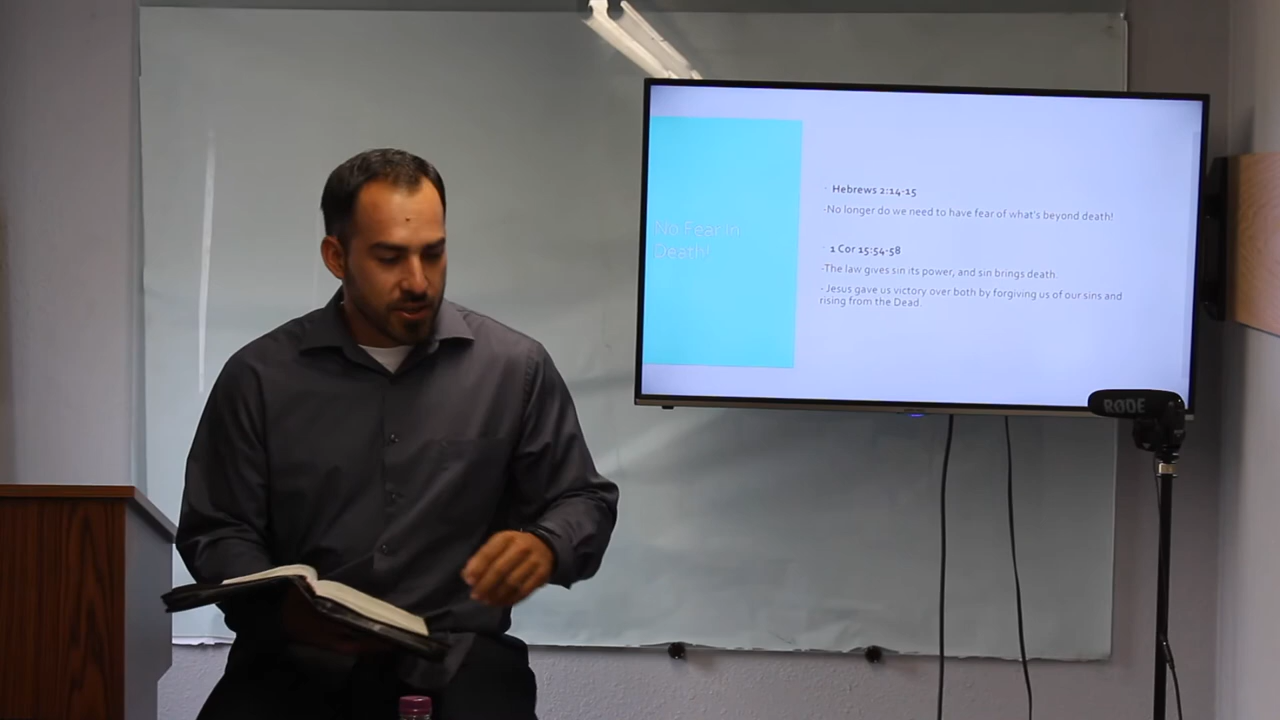 No Fear In
Death!
· Hebrews 2:14-15
-No longer do we need to have fear of what's beyond death!
· 1 Cor 15:54-58
-The law gives sin its power, and sin brings death.
- Jesus gave us victory over both by forgiving us of our sins and
rising from the Dead.
RØDE